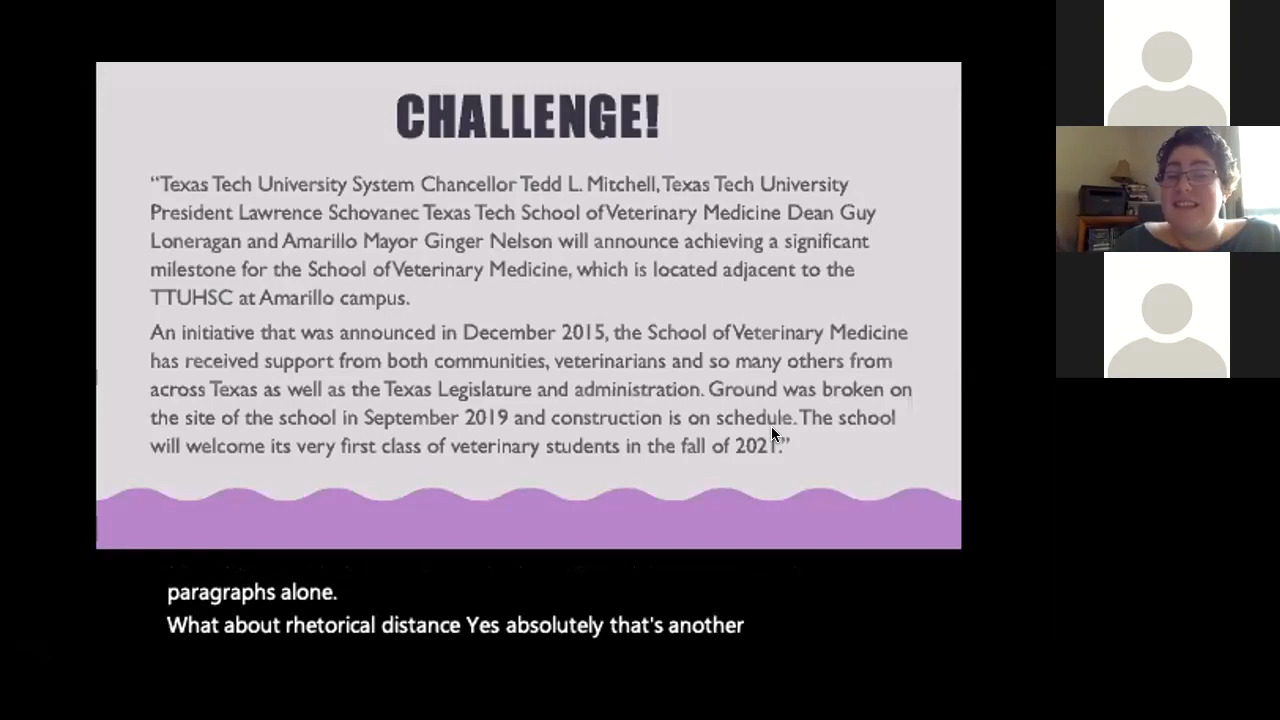 CHALLENGE!
“Texas Tech University System Chancellor Tedd L. Mitchell, Texas Tech University
President Lawrence Schovanec Texas Tech School of Veterinary Medicine Dean Guy
Loneragan and Amarillo Mayor Ginger Nelson will announce achieving a significant
milestone for the School of Veterinary Medicine, which is located adjacent to the
TTUHSC at Amarillo campus.
An initiative that was announced in December 2015, the School of Veterinary Medicine
has received support from both communities, veterinarians and so many others from
across Texas as well as the Texas Legislature and administration. Ground was broken on
the site of the school in September 2019 and construction is on schedule. The school
will welcome its very first class of veterinary students in the fall of 2021.”
paragraphs alone.
What about rhetorical distance Yes absolutely that's another